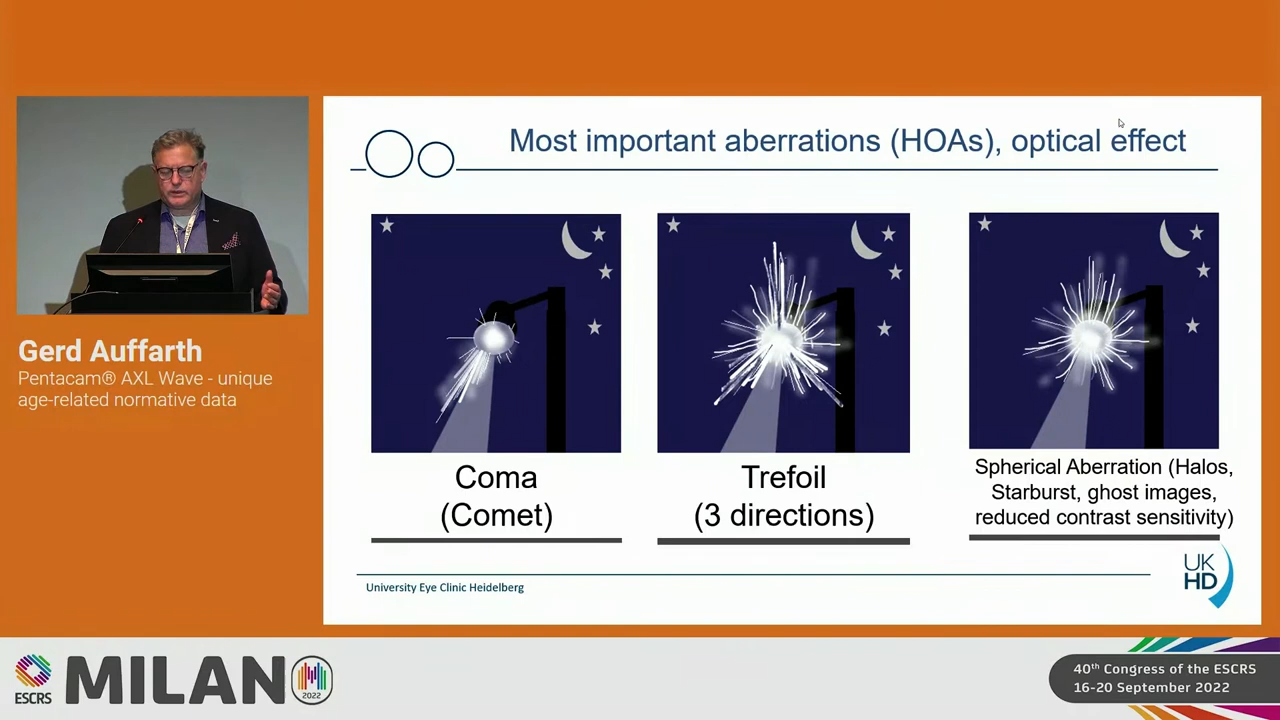 Most important aberrations (HOAs), optical effect
Gerd Auffarth
Pentacam® AXL Wave - unique
age-related normative data
Coma
(Comet)
Trefoil
(3 directions)
Spherical Aberration (Halos,
Starburst, ghost images,
reduced contrast sensitivity)
University Eye Clinic Heidelberg
UK
HD
ESCRS
MILANO
2022
40th Congress of the ESCRS
16-20 September 2022